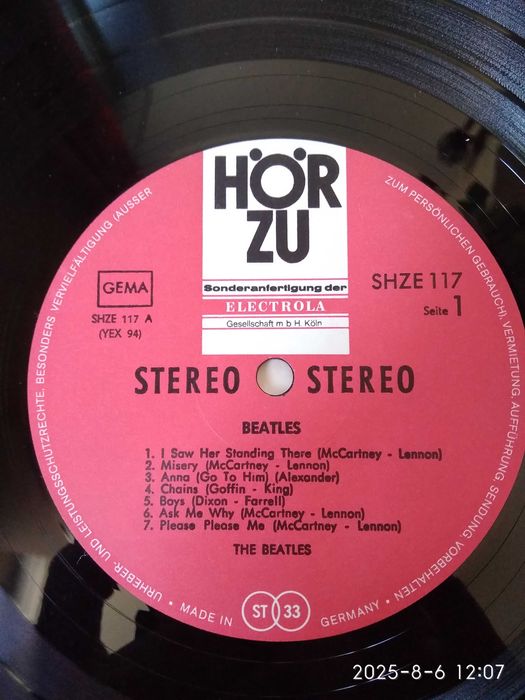 HÖR
ZU
Sonderanfertigung der
ELECTROLA
Gesellschaft m b H. Köln
GEMA
SHZE 117 A
(YEX 94)
SHZE 117
Seite 1
STEREO STEREO
BEATLES
1. I Saw Her Standing There (McCartney - Lennon)
2. Misery (McCartney - Lennon)
3. Anna (Go To Him) (Alexander)
4. Chains (Goffin - King)
5. Boys (Dixon - Farrell)
6. Ask Me Why (McCartney - Lennon)
7. Please Please Me (McCartney - Lennon)
THE BEATLES
URHEBER- UND LEISTUNGSSCHUTZRECHTE, BESONDERS VERVIELFÄLTIGUNG (AUSSER
ZUM PERSÖNLICHEN GEBRAUCH), VERMIETUNG, AUFFÜHRUNG, SENDUNG, VORBEHALTEN
• MADE IN ST 33 GERMANY •
2025-8-6 12:07